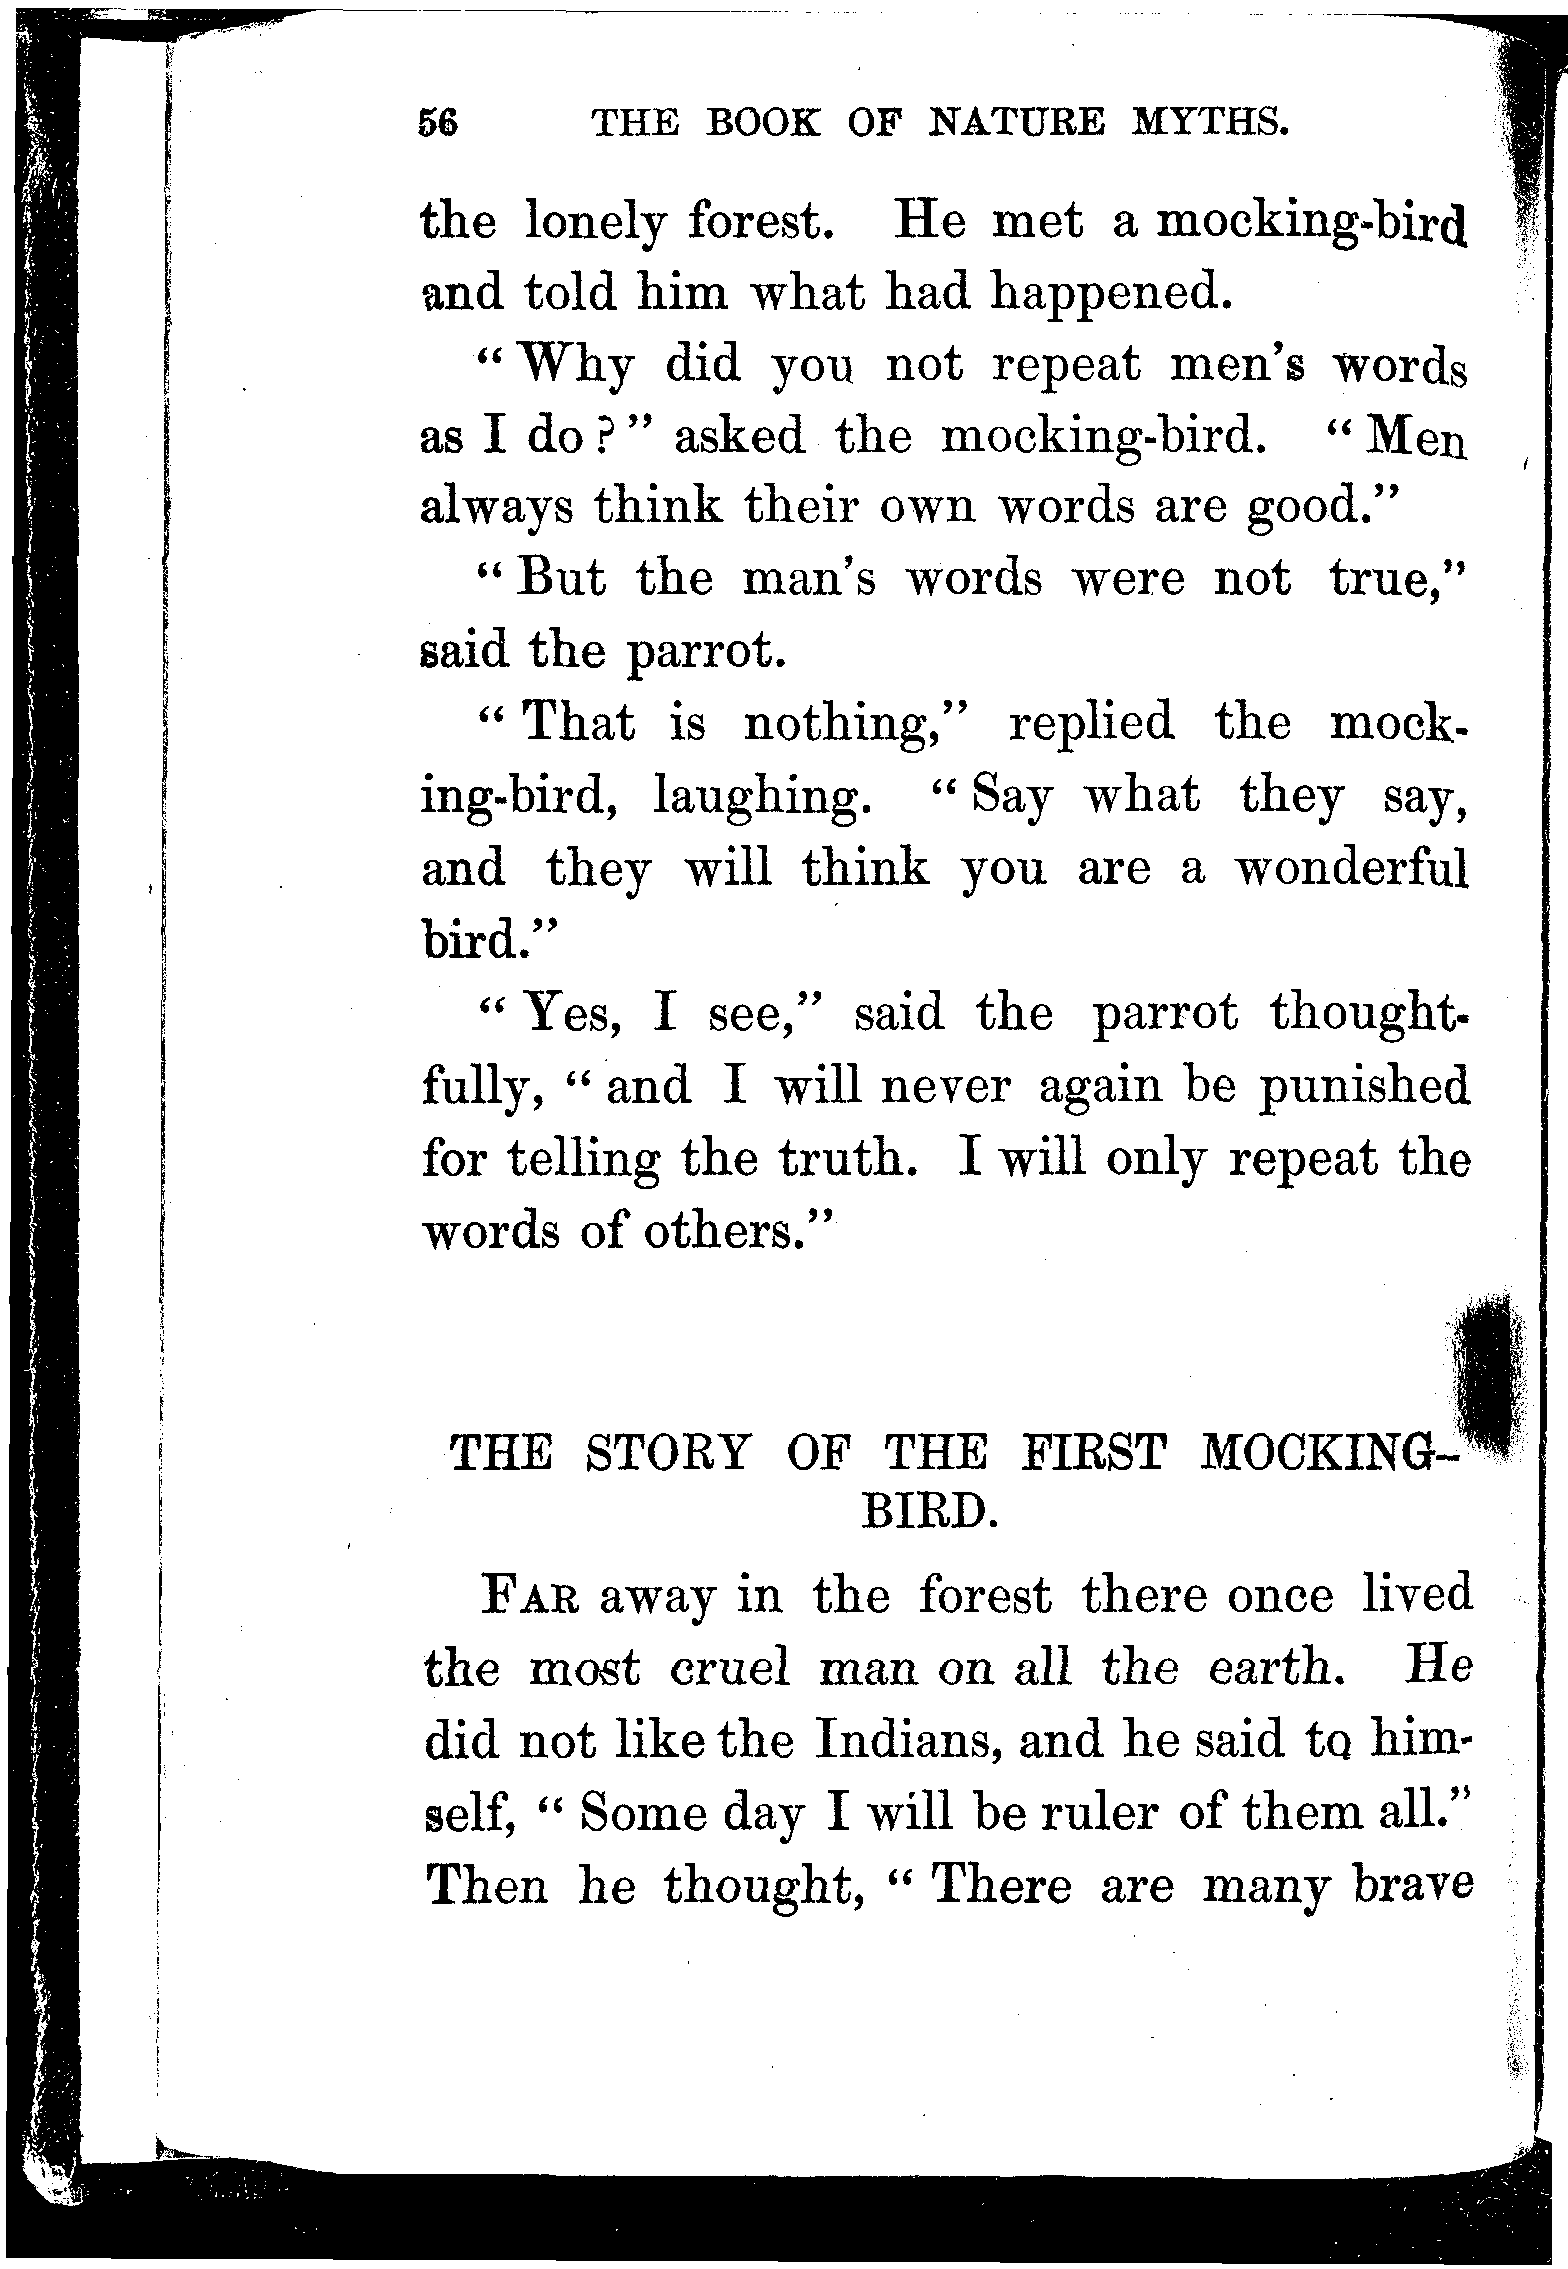 56 THE BOOK OF NATURE MYTHS.
the lonely forest. He met a mocking-bird
and told him what had happened.
"Why did you not repeat men's words
as I do?" asked the mocking-bird. "Men
always think their own words are good."
"But the man's words were not true,"
said the parrot.
"That is nothing," replied the mock-
ing-bird, laughing. "Say what they say,
and they will think you are a wonderful
bird."
"Yes, I see," said the parrot thought-
fully, "and I will never again be punished
for telling the truth. I will only repeat the
words of others."
THE STORY OF THE FIRST MOCKING-
BIRD.
FAR away in the forest there once lived
the most cruel man on all the earth. He
did not like the Indians, and he said to him-
self, "Some day I will be ruler of them all."
Then he thought, "There are many brave